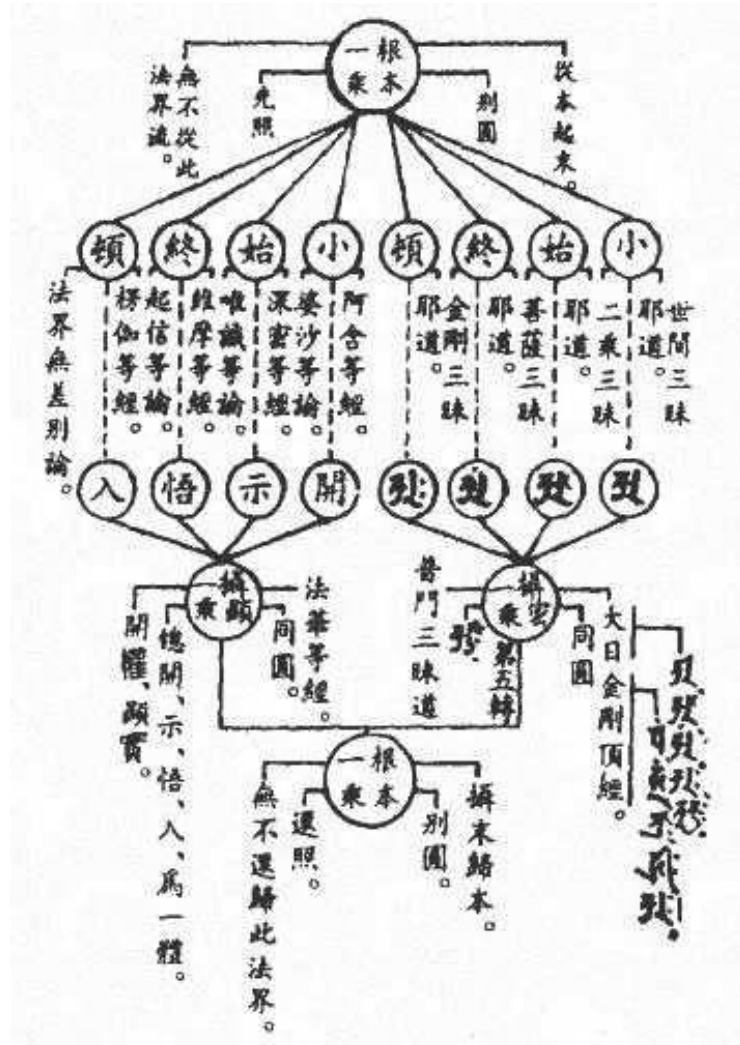 根本
一乘
從本起末。
別圓
先照
無不從此
法界流。
小
始
終
頓
小
始
終
頓
世間三昧
耶道。
二乘三昧
耶道。
菩薩三昧
耶道。
金剛三昧
耶道。
阿含等經。
婆沙等論。
深密等經。
唯識等論。
維摩等經。
起信等論。
楞伽等經。
法界無差別論。
開
示
悟
入
攝密
一乘
大日金剛頂經。
同圓
第五轉
普門三昧道
攝顯
一乘
法華等經。
同圓。
總開、示、悟、入、爲一體。
開權、顯實。
根本
一乘
攝末歸本。
別圓。
還照。
無不還歸此法界。